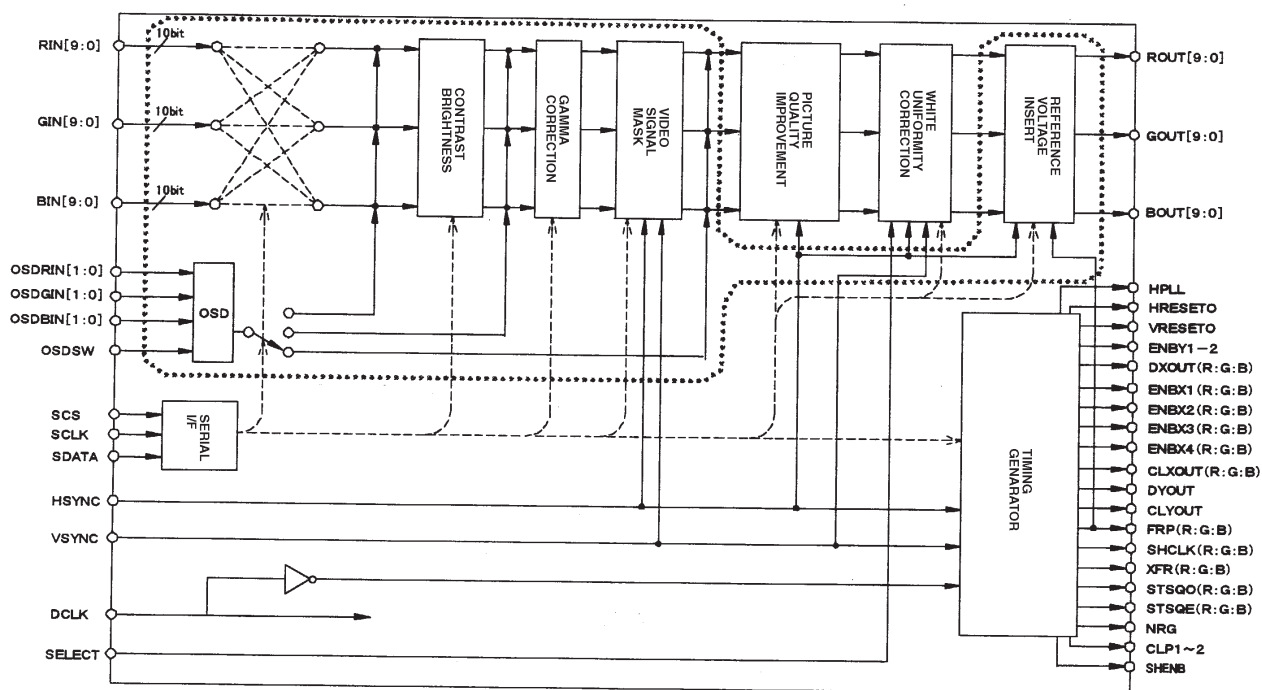 RIN[9:0]
10bit
GIN[9:0]
10bit
BIN[9:0]
10bit
OSDRIN[1:0]
OSDGIN[1:0]
OSDBIN[1:0]
OSDSW
OSD
CONTRAST
BRIGHTNESS
GAMMA
CORRECTION
VIDEO
SIGNAL
MASK
PICTURE
QUALITY
IMPROVEMENT
WHITE
UNIFORMITY
CORRECTION
REFERENCE
VOLTAGE
INSERT
ROUT[9:0]
GOUT[9:0]
BOUT[9:0]
SCS
SCLK
SDATA
SERIAL
I/F
HSYNC
VSYNC
DCLK
SELECT
TIMING
GENARATOR
HPLL
HRESETO
VRESETO
ENBY1-2
DXOUT(R:G:B)
ENBX1(R:G:B)
ENBX2(R:G:B)
ENBX3(R:G:B)
ENBX4(R:G:B)
CLXOUT(R:G:B)
DYOUT
CLYOUT
FRP(R:G:B)
SHCLK(R:G:B)
XFR(R:G:B)
STSQO(R:G:B)
STSQE(R:G:B)
NRG
CLP1~2
SHENB